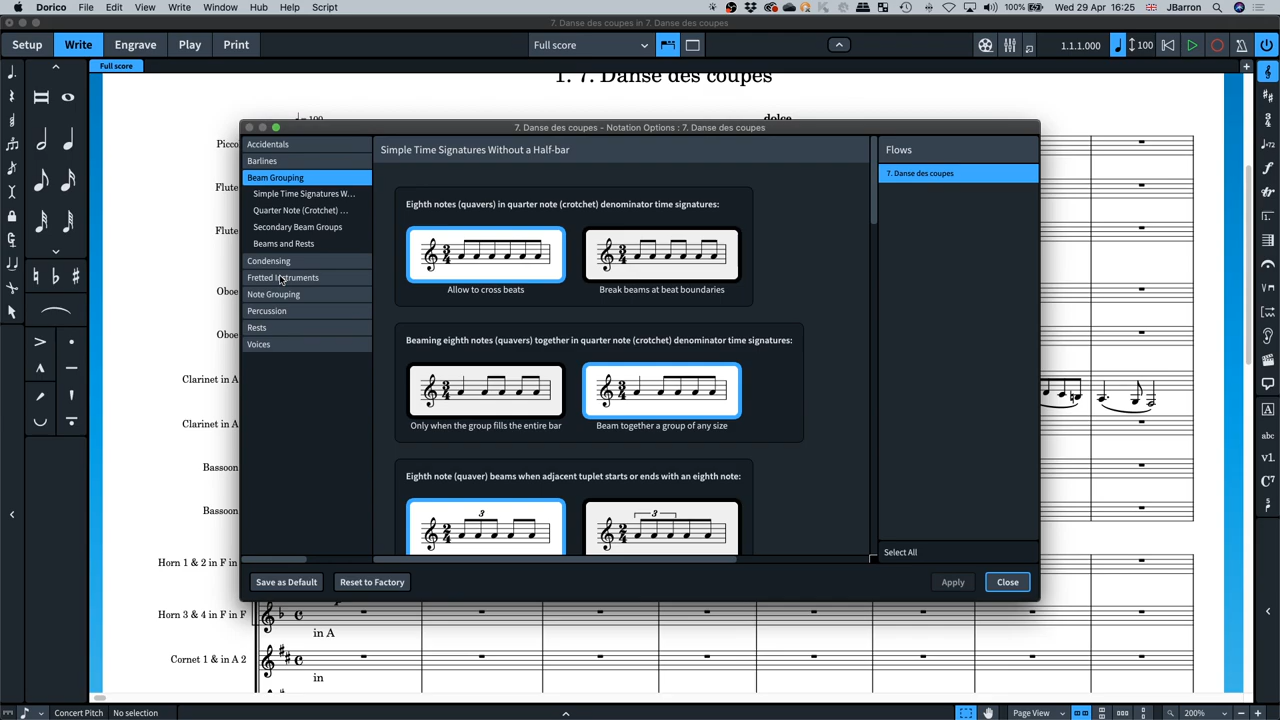 Dorico File Edit Write Window Hub Help Script Wed 29 Apr 16:25 JBarron
7. Danse des coupes in 7. Danse des coupes
Setup Write Engrave Play Print Full score 1.1.1.000 100
Full score
1. 7. Danse des coupes
= 100 dolce
7. Danse des coupes - Notation Options : 7. Danse des coupes
Accidentals
Barlines
Beam Grouping
Simple Time Signatures W...
Quarter Note (Crotchet) ...
Secondary Beam Groups
Beams and Rests
Condensing
Fretted Instruments
Note Grouping
Percussion
Rests
Voices
Simple Time Signatures Without a Half-bar
Eighth notes (quavers) in quarter note (crotchet) denominator time signatures:
Allow to cross beats
Break beams at beat boundaries
Beaming eighth notes (quavers) together in quarter note (crotchet) denominator time signatures:
Only when the group fills the entire bar
Beam together a group of any size
Eighth note (quaver) beams when adjacent tuplet starts or ends with an eighth note:
3
3
Flows
7. Danse des coupes
Select All
Save as Default Reset to Factory Apply Close
Picco
Flute
Flute
Oboe
Oboe
Clarinet in A
Clarinet in A
Bassoon
Bassoon
Horn 1 & 2 in F in
Horn 3 & 4 in F in F
in A
Cornet 1 & in A 2
in
abc
v1.
C7
Concert Pitch No selection Page View 200%